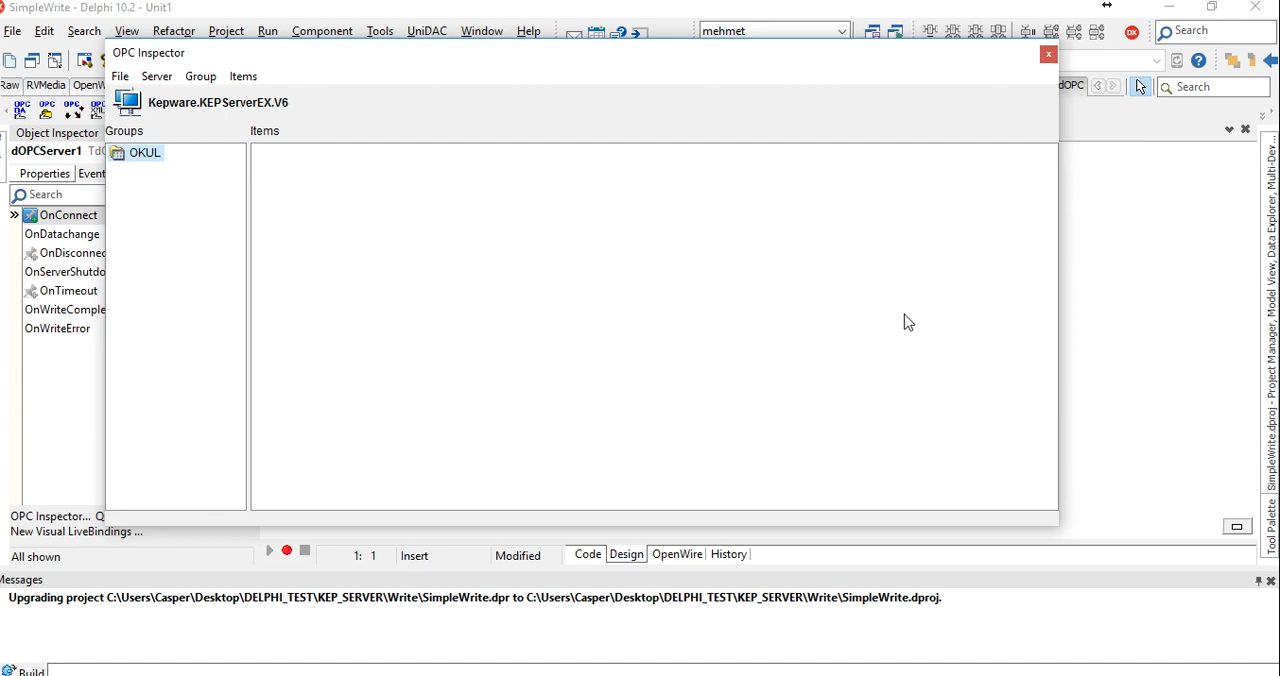 SimpleWrite - Delphi 10.2 - Unit1
File Edit Search View Refactor Project Run Component Tools UniDAC Window Help
mehmet
Search
OPC Inspector
File Server Group Items
Raw RVMedia
dOPC
Search
Kepware.KEPServerEX.V6
OPC DA OPC OPC
Object Inspector
Groups Items
dOPCServer1
OKUL
Properties
Search
OnConnect
OnDatachange
OnServerShutdo
OnTimeout
OnWriteComple
OnWriteError
OPC Inspector...
New Visual LiveBindings ...
All shown
1: 1 Insert Modified Code Design OpenWire History
Messages
Upgrading project C:\Users\Casper\Desktop\DELPHI_TEST\KEP_SERVER\Write\SimpleWrite.dpr to C:\Users\Casper\Desktop\DELPHI_TEST\KEP_SERVER\Write\SimpleWrite.dproj.
Build
SimpleWrite.dproj - Project Manager, Model View, Data Explorer, Multi-Dev...
Tool Palette